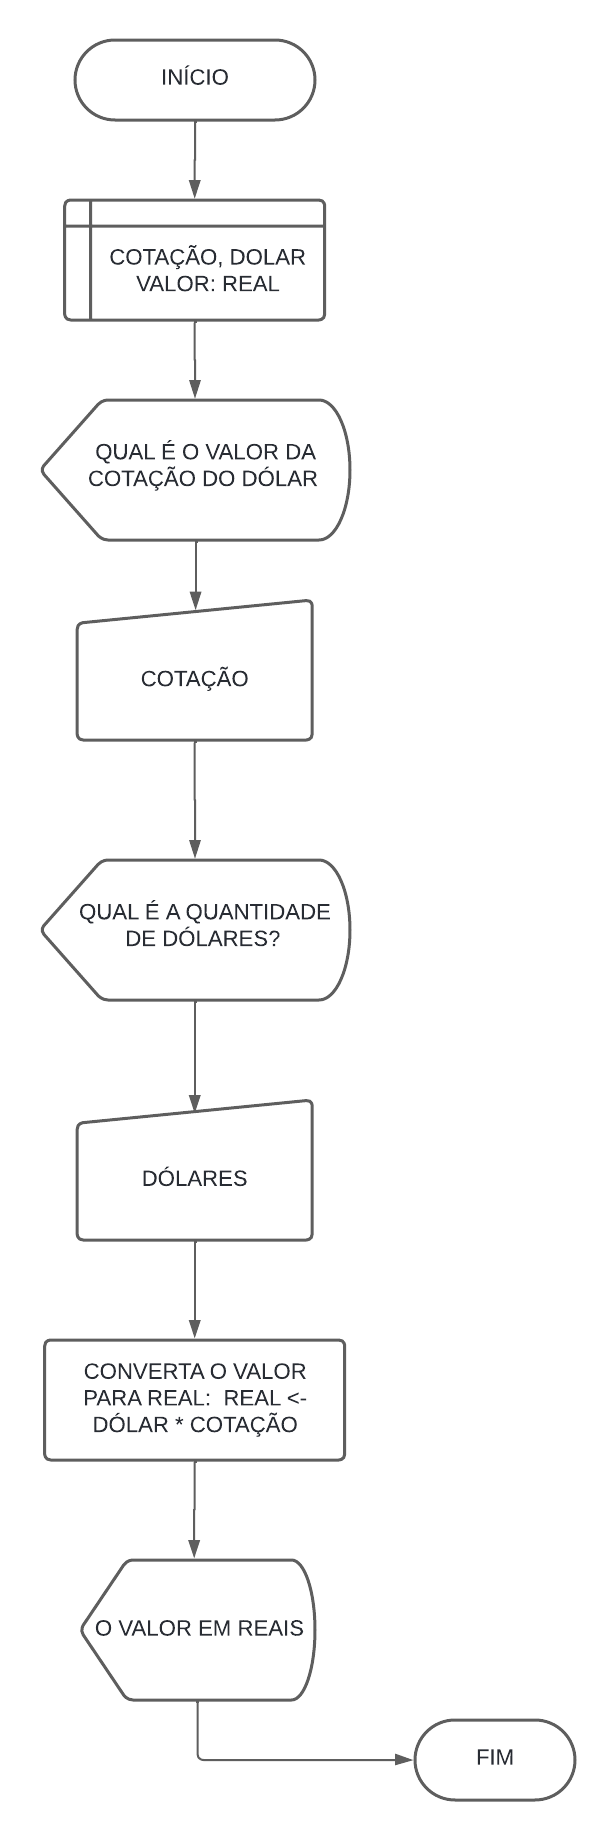 INÍCIO
COTAÇÃO, DOLAR
VALOR: REAL
QUAL É O VALOR DA
COTAÇÃO DO DÓLAR
COTAÇÃO
QUAL É A QUANTIDADE
DE DÓLARES?
DÓLARES
CONVERTA O VALOR
PARA REAL:  REAL <-
DÓLAR * COTAÇÃO
O VALOR EM REAIS
FIM